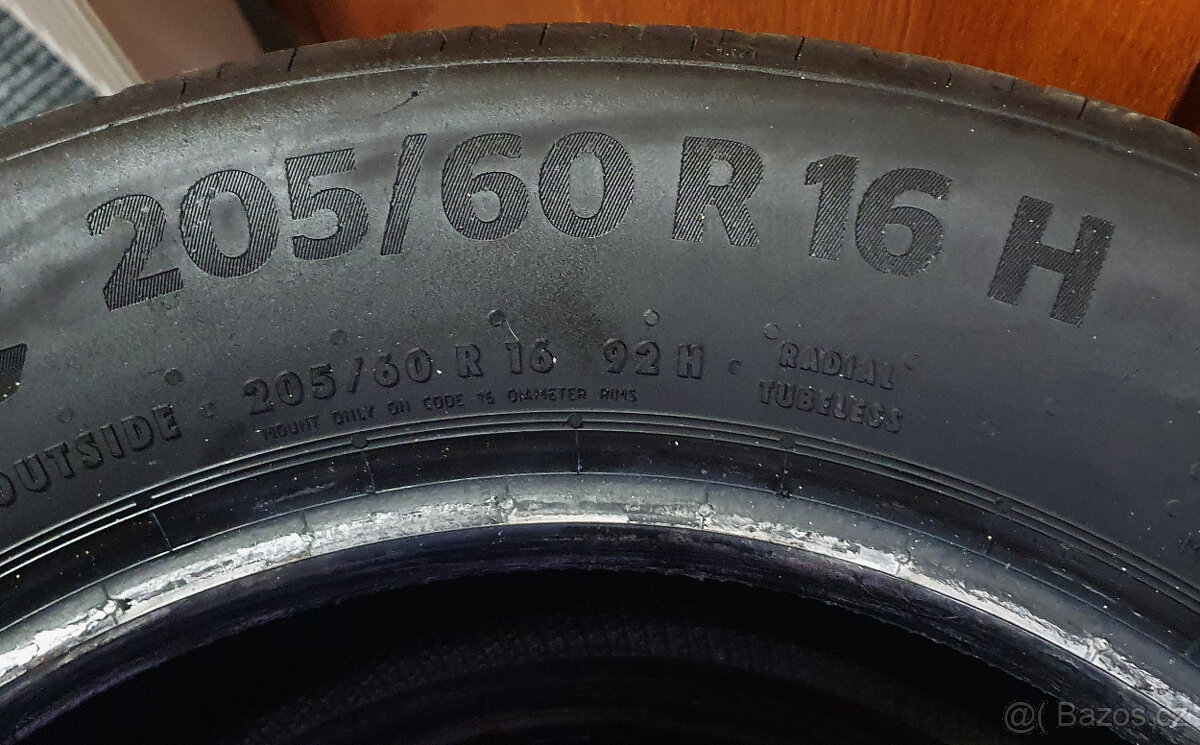 205/60 R 16 H
OUTSIDE · 205/60 R 16 92 H · RADIAL TUBELESS
MOUNT ONLY ON CODE 16 DIAMETER RIMS
@( Bazos.cz